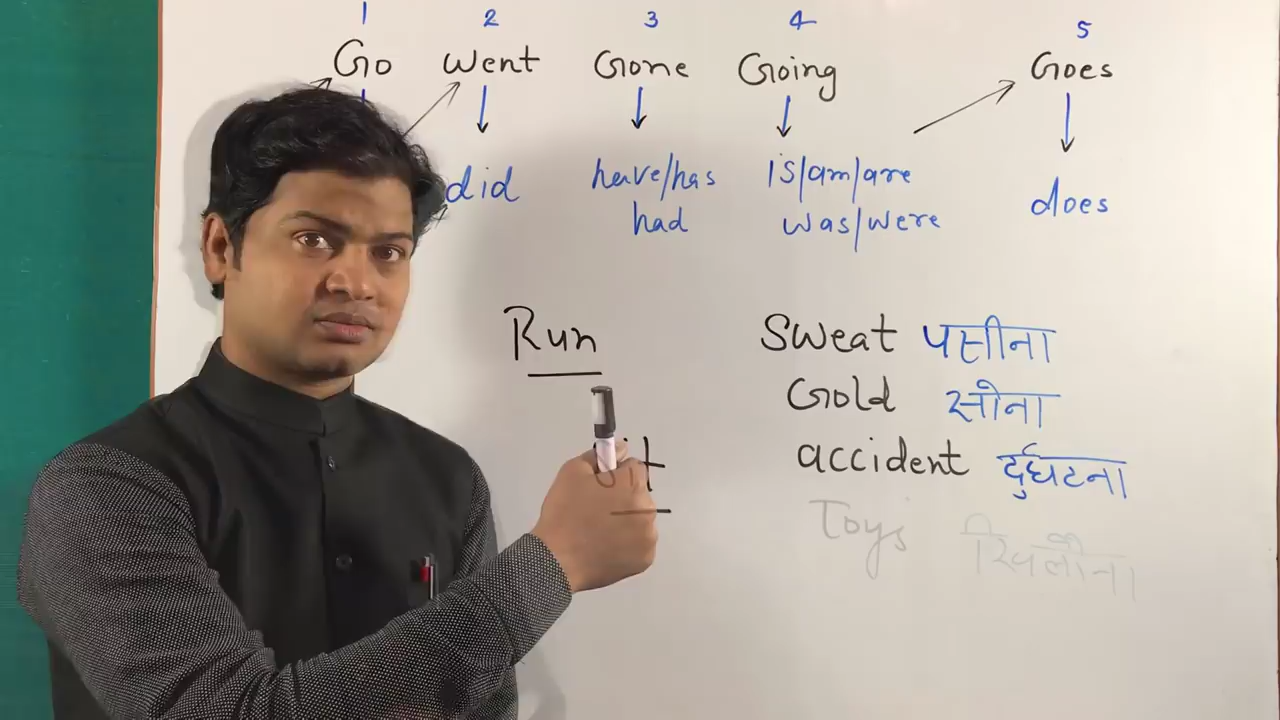 1 2 3 4 5
Go Went Gone Going Goes
did have/has is/am/are does
had was/were
Run
Sweat पसीना
Gold सोना
accident दुर्घटना
Toys खिलौना